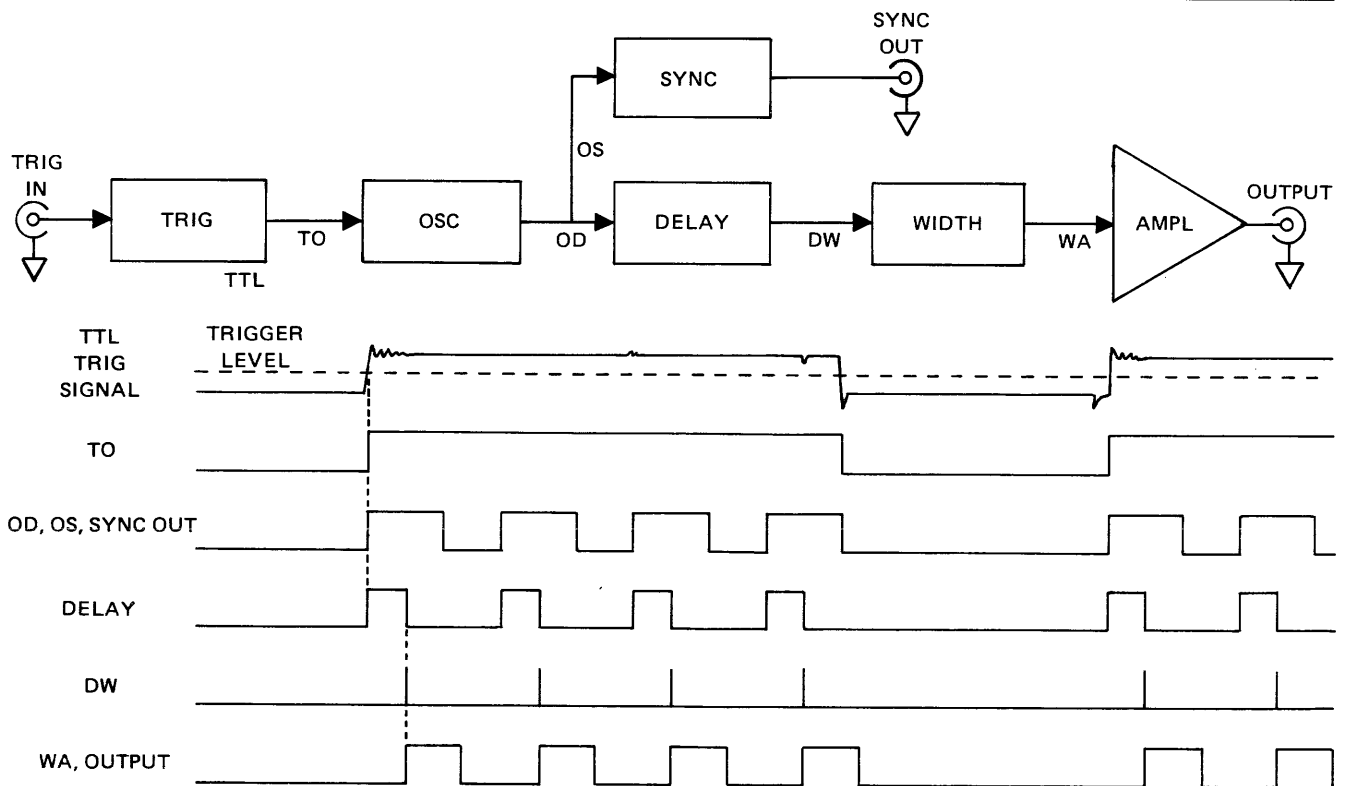 SYNC
OUT
SYNC
OS
TRIG
IN
TRIG
TO
TTL
OSC
OD
DELAY
DW
WIDTH
WA
AMPL
OUTPUT
TTL
TRIG
SIGNAL
TRIGGER
LEVEL
TO
OD, OS, SYNC OUT
DELAY
DW
WA, OUTPUT